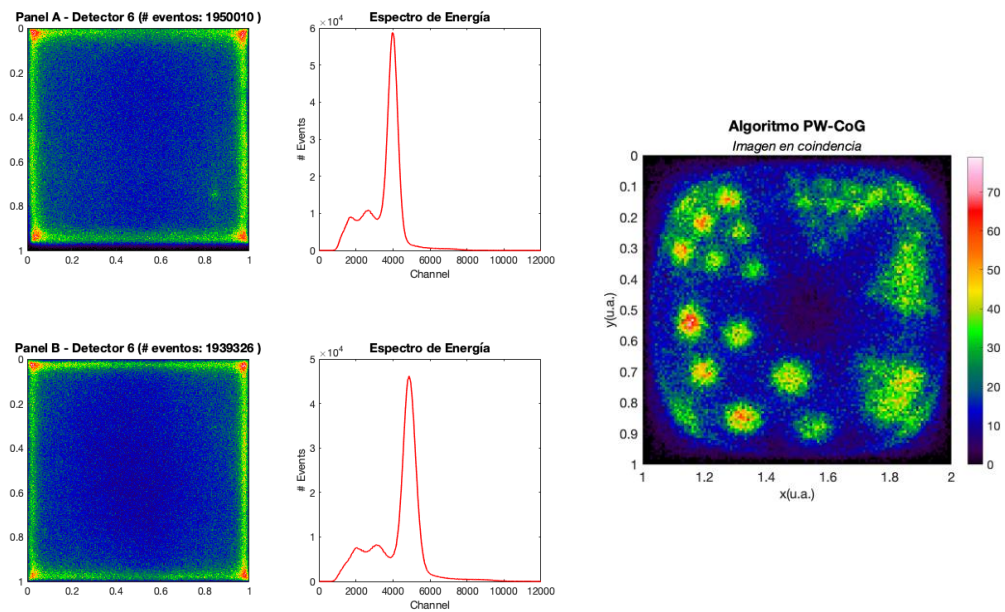 Panel A - Detector 6 (# eventos: 1950010 )
0
0.2
0.4
0.6
0.8
1
0 0.2 0.4 0.6 0.8 1
Espectro de Energía
×10⁴
6
5
4
3
2
1
0
# Events
0 2000 4000 6000 8000 10000 12000
Channel
Panel B - Detector 6 (# eventos: 1939326 )
0
0.2
0.4
0.6
0.8
1
0 0.2 0.4 0.6 0.8 1
Espectro de Energía
×10⁴
5
4
3
2
1
0
# Events
0 2000 4000 6000 8000 10000 12000
Channel
Algoritmo PW-CoG
Imagen en coindencia
0
0.1
0.2
0.3
0.4
0.5
0.6
0.7
0.8
0.9
1
y(u.a.)
1 1.2 1.4 1.6 1.8 2
x(u.a.)
70
60
50
40
30
20
10
0